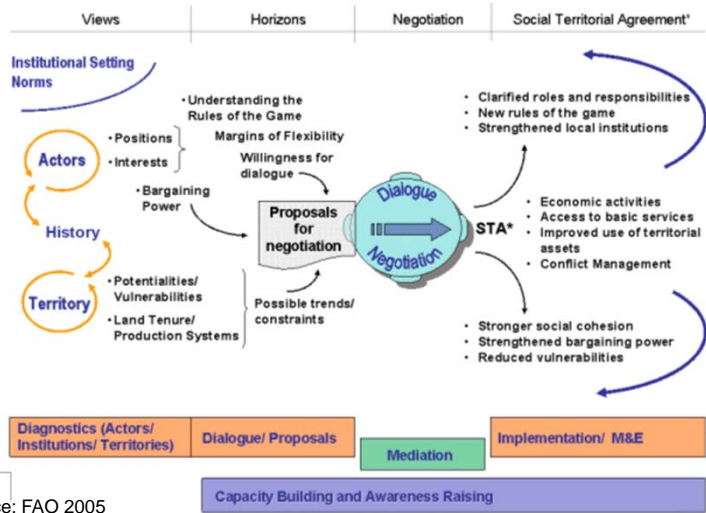 Views
Horizons
Negotiation
Social Territorial Agreement*
Institutional Setting
Norms
Actors
• Positions
• Interests
• Bargaining
Power
History
Territory
• Potentialities/
Vulnerabilities
• Land Tenure/
Production Systems
• Understanding the
Rules of the Game
Margins of Flexibility
Willingness for
dialogue
Proposals
for
negotiation
Possible trends/
constraints
Dialogue
Negotiation
STA*
• Clarified roles and responsibilities
• New rules of the game
• Strengthened local institutions
• Economic activities
• Access to basic services
• Improved use of territorial
assets
• Conflict Management
• Stronger social cohesion
• Strengthened bargaining power
• Reduced vulnerabilities
Diagnostics (Actors/
Institutions/ Territories)
Dialogue/ Proposals
Mediation
Implementation/ M&E
Capacity Building and Awareness Raising
ce: FAO 2005